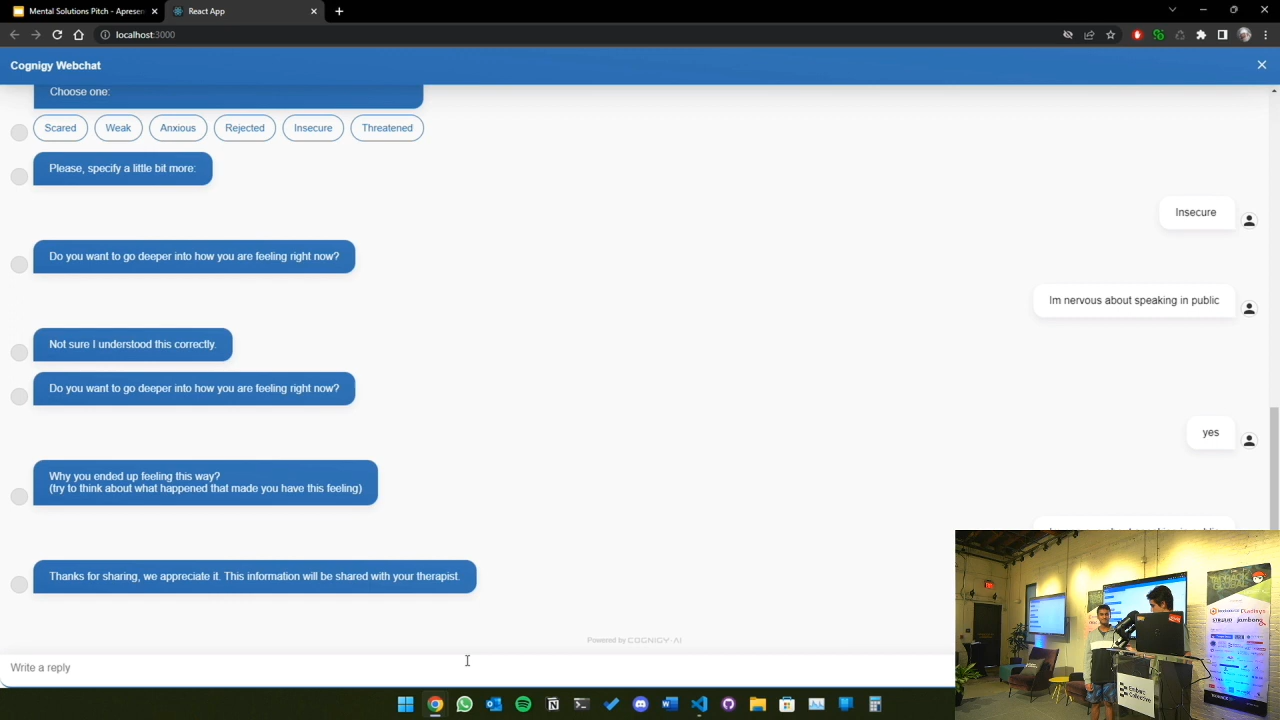 Mental Solutions Pitch - Apresen
React App
localhost:3000
Cognigy Webchat
Choose one:
Scared
Weak
Anxious
Rejected
Insecure
Threatened
Please, specify a little bit more:
Insecure
Do you want to go deeper into how you are feeling right now?
Im nervous about speaking in public
Not sure I understood this correctly.
Do you want to go deeper into how you are feeling right now?
yes
Why you ended up feeling this way?
(try to think about what happened that made you have this feeling)
Thanks for sharing, we appreciate it. This information will be shared with your therapist.
Powered by COGNIGY.AI
Write a reply